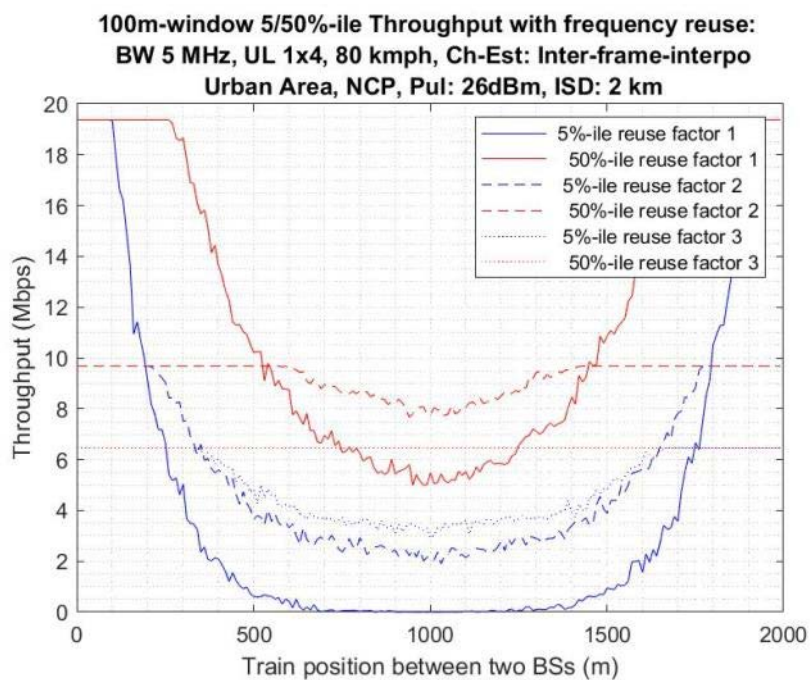 100m-window 5/50%-ile Throughput with frequency reuse:
BW 5 MHz, UL 1x4, 80 kmph, Ch-Est: Inter-frame-interpo
Urban Area, NCP, Pul: 26dBm, ISD: 2 km
20
18
16
14
12
10
8
6
4
2
0
Throughput (Mbps)
5%-ile reuse factor 1
50%-ile reuse factor 1
5%-ile reuse factor 2
50%-ile reuse factor 2
5%-ile reuse factor 3
50%-ile reuse factor 3
0 500 1000 1500 2000
Train position between two BSs (m)